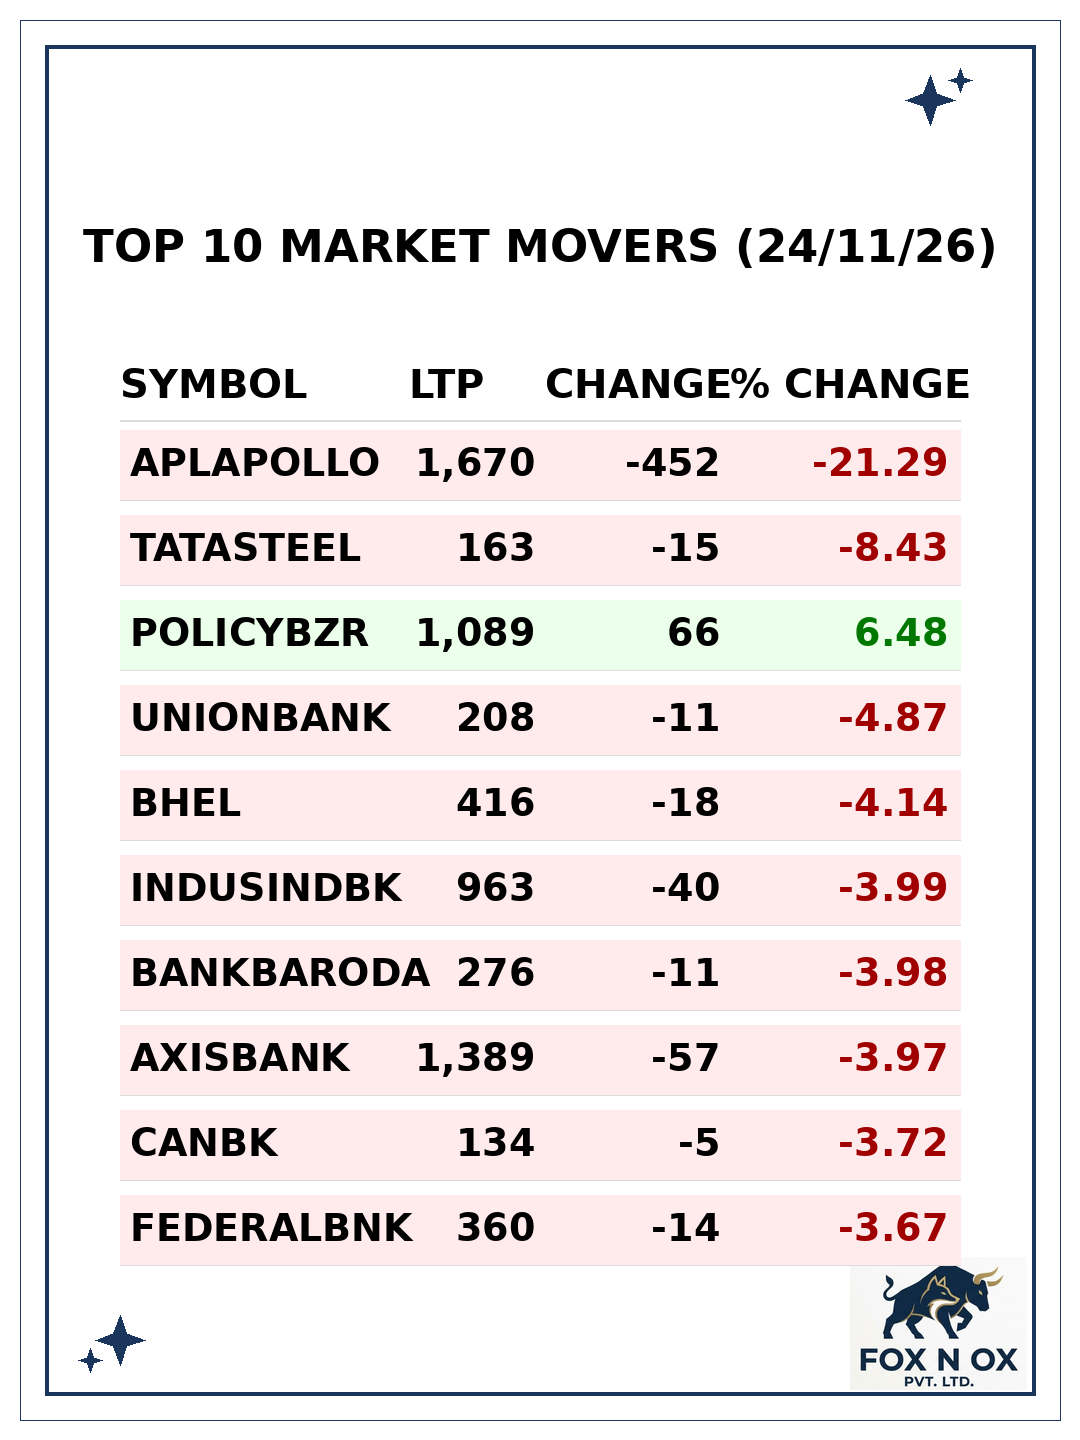 TOP 10 MARKET MOVERS (24/11/26)
SYMBOL LTP CHANGE % CHANGE
APLAPOLLO 1,670 -452 -21.29
TATASTEEL 163 -15 -8.43
POLICYBZR 1,089 66 6.48
UNIONBANK 208 -11 -4.87
BHEL 416 -18 -4.14
INDUSINDBK 963 -40 -3.99
BANKBARODA 276 -11 -3.98
AXISBANK 1,389 -57 -3.97
CANBK 134 -5 -3.72
FEDERALBNK 360 -14 -3.67
FOX N OX
PVT. LTD.